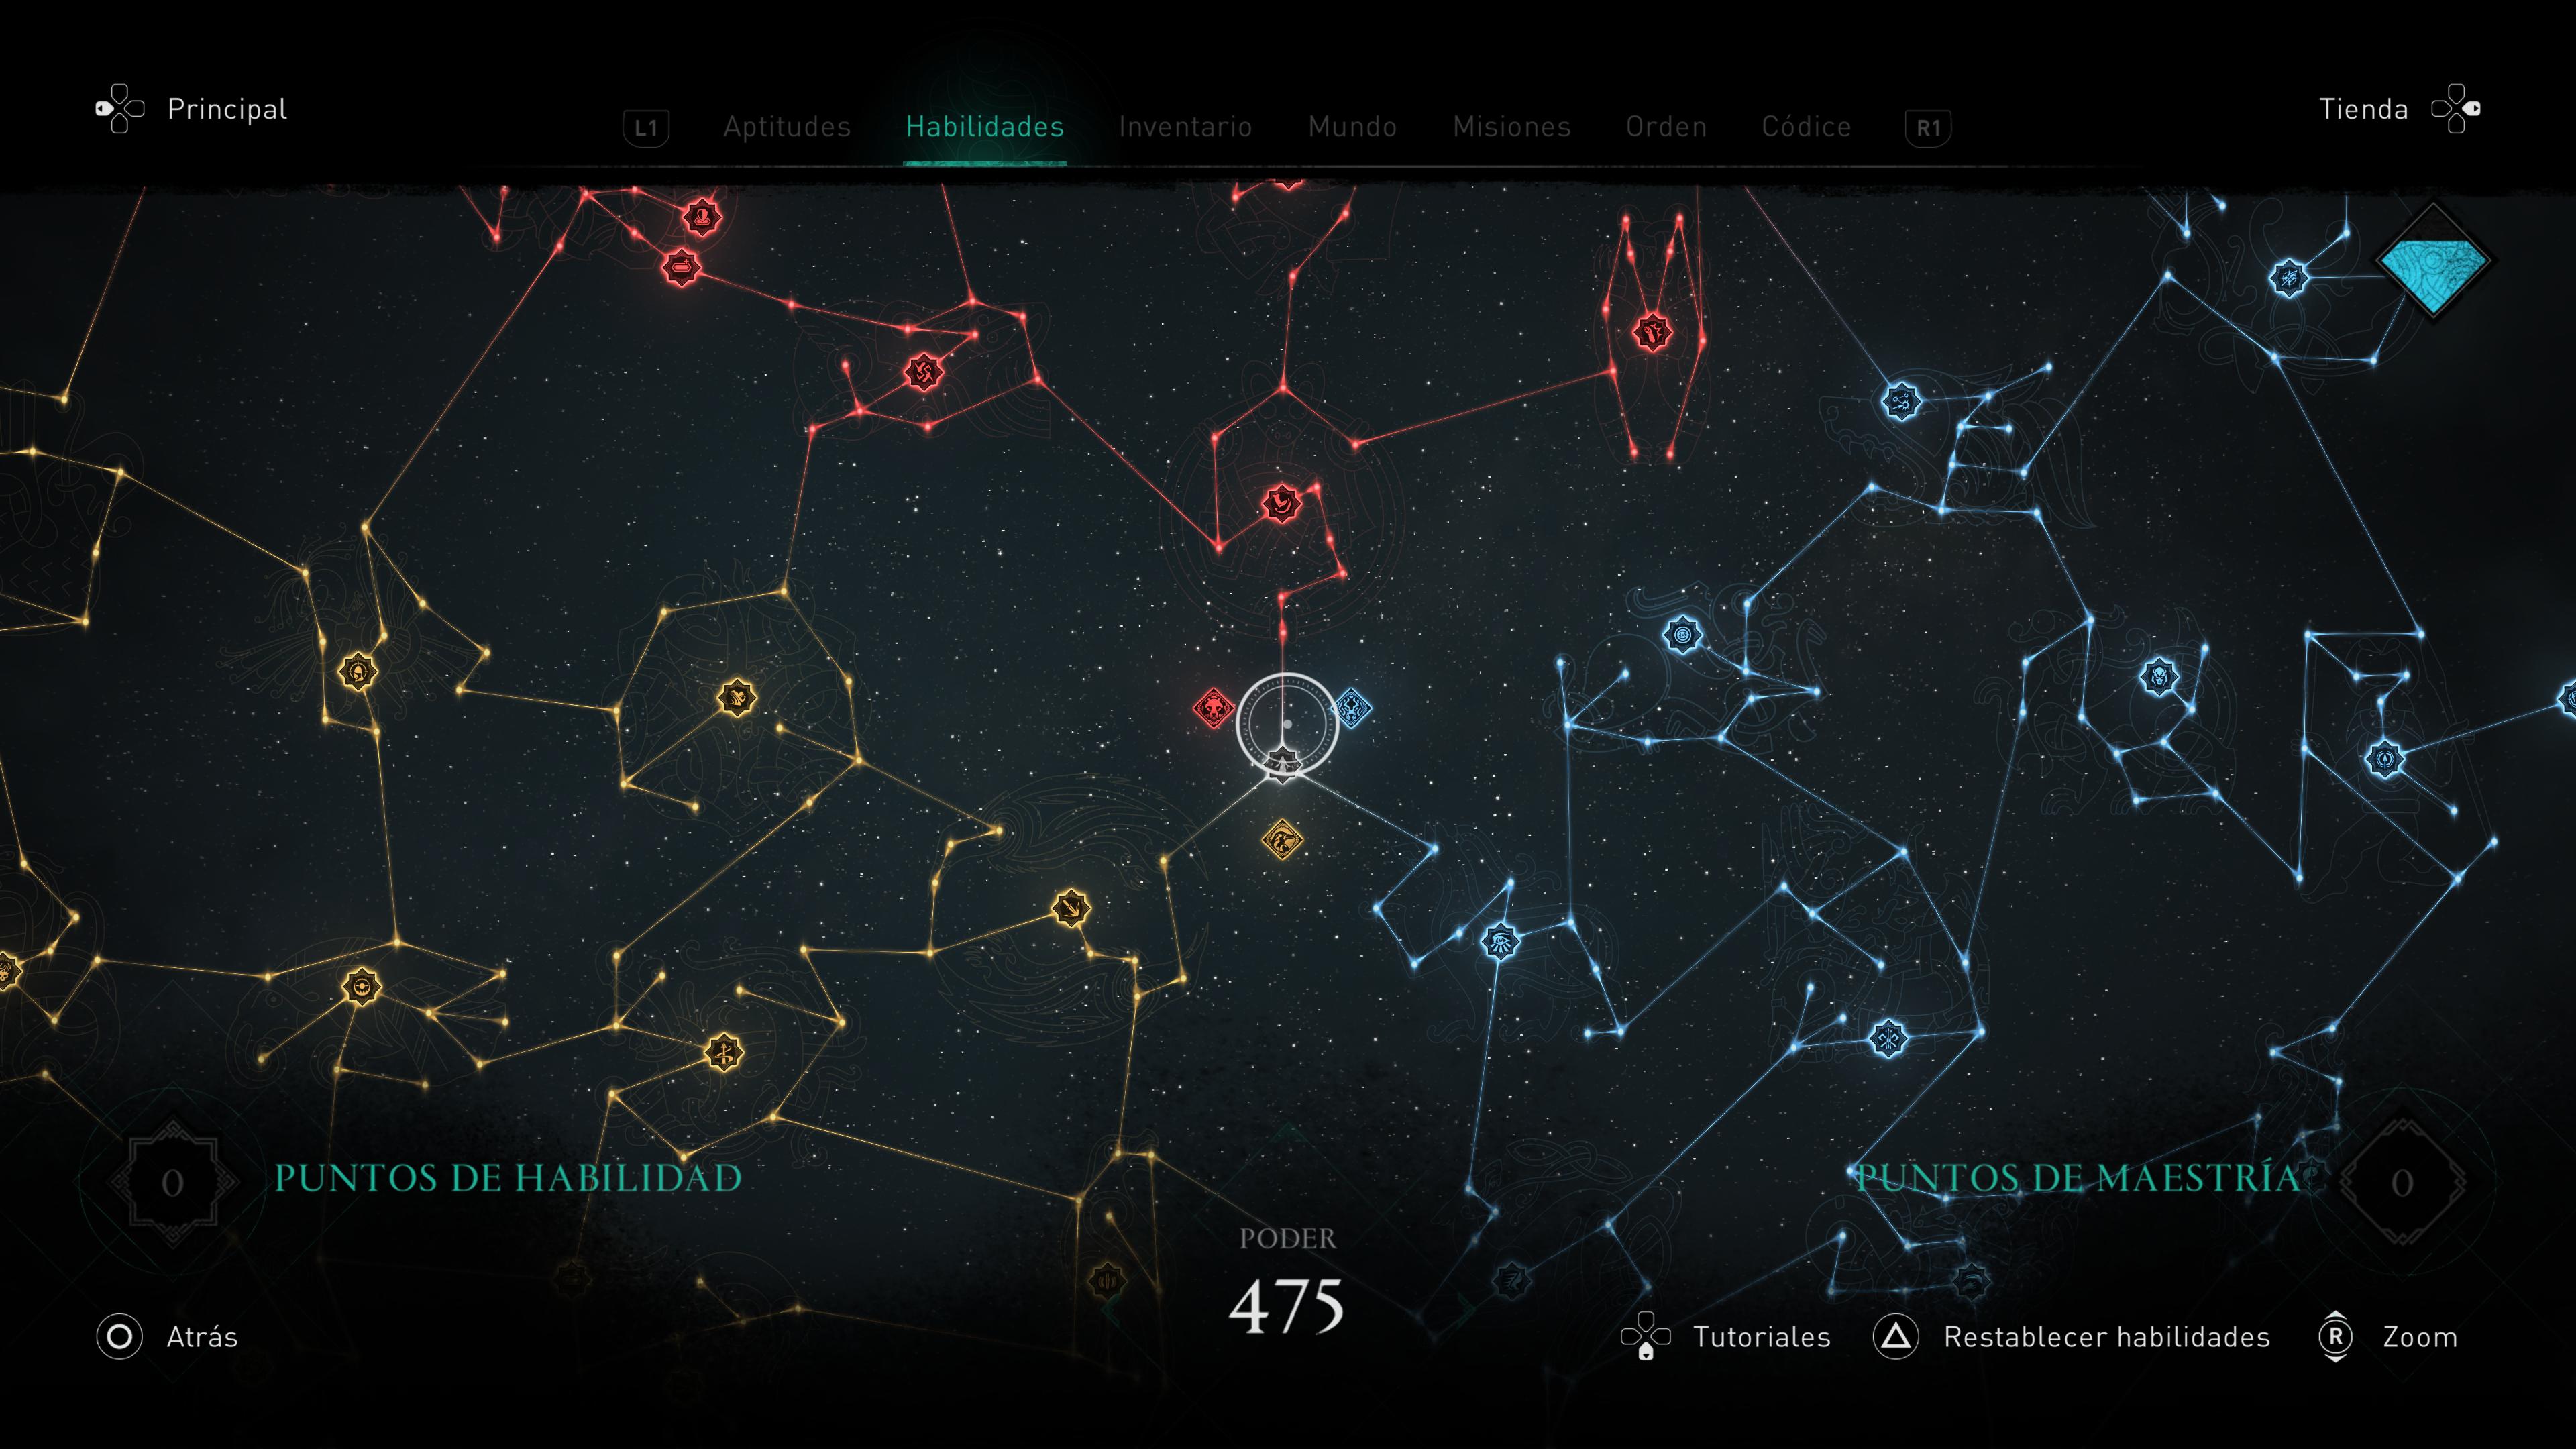 Principal
L1 Aptitudes Habilidades Inventario Mundo Misiones Orden Códice R1
Tienda
0 PUNTOS DE HABILIDAD
PUNTOS DE MAESTRÍA 0
PODER
475
Atrás
Tutoriales
Restablecer habilidades
R Zoom